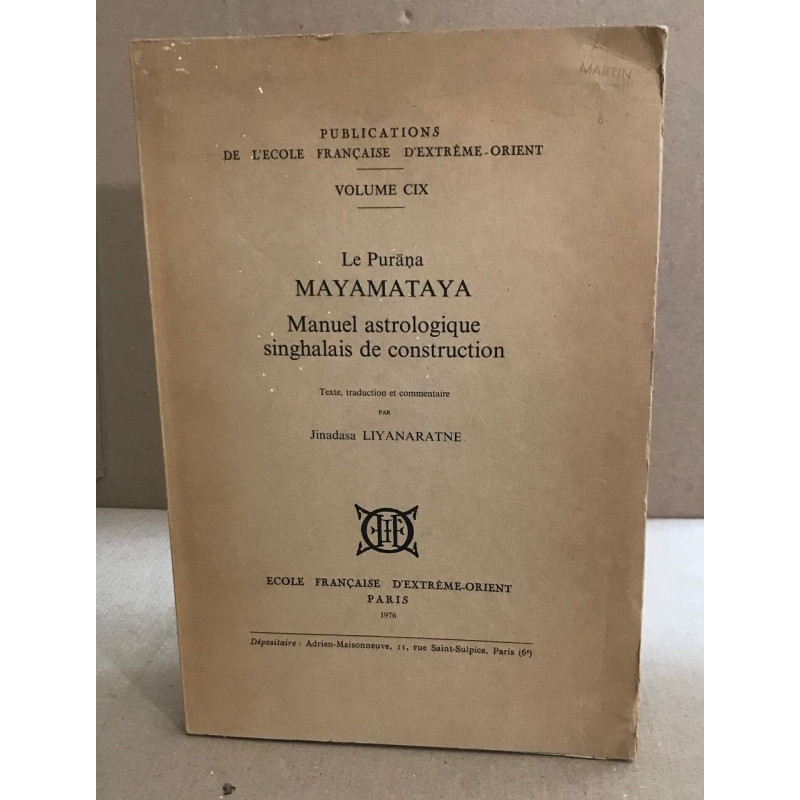 MARTIN
PUBLICATIONS
DE L'ECOLE FRANÇAISE D'EXTRÊME-ORIENT
VOLUME CIX
Le Purāṇa
MAYAMATAYA
Manuel astrologique
singhalais de construction
Texte, traduction et commentaire
PAR
Jinadasa LIYANARATNE
ECOLE FRANÇAISE D'EXTRÊME-ORIENT
PARIS
1976
Dépositaire : Adrien-Maisonneuve, 11, rue Saint-Sulpice, Paris (6e)